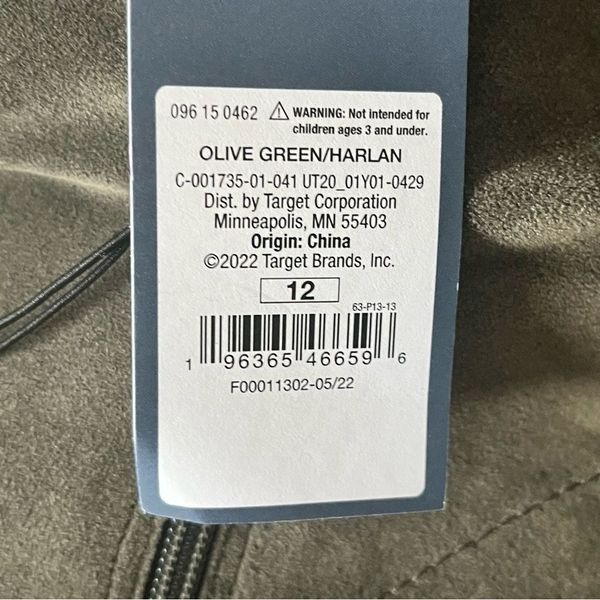 096 15 0462 ⚠ WARNING: Not intended for
children ages 3 and under.
OLIVE GREEN/HARLAN
C-001735-01-041 UT20_01Y01-0429
Dist. by Target Corporation
Minneapolis, MN 55403
Origin: China
©2022 Target Brands, Inc.
12
63-P13-13
1 96365 46659 6
F00011302-05/22